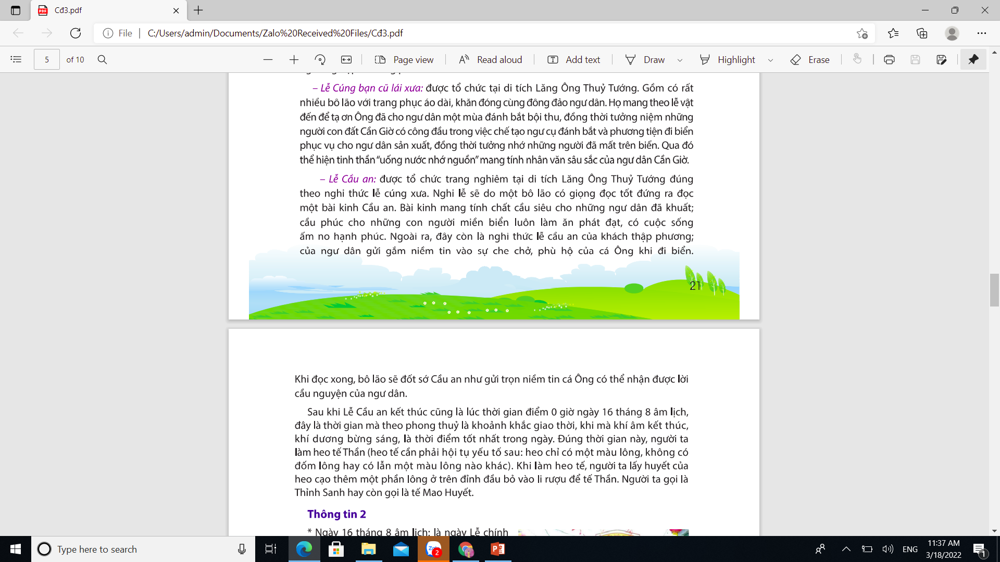 Cđ3.pdf
File
C:/Users/admin/Documents/Zalo%20Received%20Files/Cđ3.pdf
5
of 10
Page view
Read aloud
Add text
Draw
Highlight
Erase
– Lễ Cúng bạn cũ lái xưa: được tổ chức tại di tích Lăng Ông Thuỷ Tướng. Gồm có rất
nhiều bô lão với trang phục áo dài, khăn đóng cùng đông đảo ngư dân. Họ mang theo lễ vật
đến để tạ ơn Ông đã cho ngư dân một mùa đánh bắt bội thu, đồng thời tưởng niệm những
người con đất Cần Giờ có công đầu trong việc chế tạo ngư cụ đánh bắt và phương tiện đi biển
phục vụ cho ngư dân sản xuất, đồng thời tưởng nhớ những người đã mất trên biển. Qua đó
thể hiện tinh thần “uống nước nhớ nguồn” mang tính nhân văn sâu sắc của ngư dân Cần Giờ.
– Lễ Cầu an: được tổ chức trang nghiêm tại di tích Lăng Ông Thuỷ Tướng đúng
theo nghi thức lễ cúng xưa. Nghi lễ sẽ do một bô lão có giọng đọc tốt đứng ra đọc
một bài kinh Cầu an. Bài kinh mang tính chất cầu siêu cho những ngư dân đã khuất;
cầu phúc cho những con người miền biển luôn làm ăn phát đạt, có cuộc sống
ấm no hạnh phúc. Ngoài ra, đây còn là nghi thức lễ cầu an của khách thập phương;
của ngư dân gửi gắm niềm tin vào sự che chở, phù hộ của cá Ông khi đi biển.
21
Khi đọc xong, bô lão sẽ đốt sớ Cầu an như gửi trọn niềm tin cá Ông có thể nhận được lời
cầu nguyện của ngư dân.
Sau khi Lễ Cầu an kết thúc cũng là lúc thời gian điểm 0 giờ ngày 16 tháng 8 âm lịch,
đây là thời gian mà theo phong thuỷ là khoảnh khắc giao thời, khi mà khí âm kết thúc,
khí dương bừng sáng, là thời điểm tốt nhất trong ngày. Đúng thời gian này, người ta
làm heo tế Thần (heo tế cần phải hội tụ yếu tố sau: heo chỉ có một màu lông, không có
đốm lông hay có lẫn một màu lông nào khác). Khi làm heo tế, người ta lấy huyết của
heo cạo thêm một phần lông ở trên đỉnh đầu bỏ vào li rượu để tế Thần. Người ta gọi là
Thỉnh Sanh hay còn gọi là tế Mao Huyết.
Thông tin 2
* Ngày 16 tháng 8 âm lịch: là ngày Lễ chính
Type here to search
2
ENG
11:37 AM
3/18/2022
1